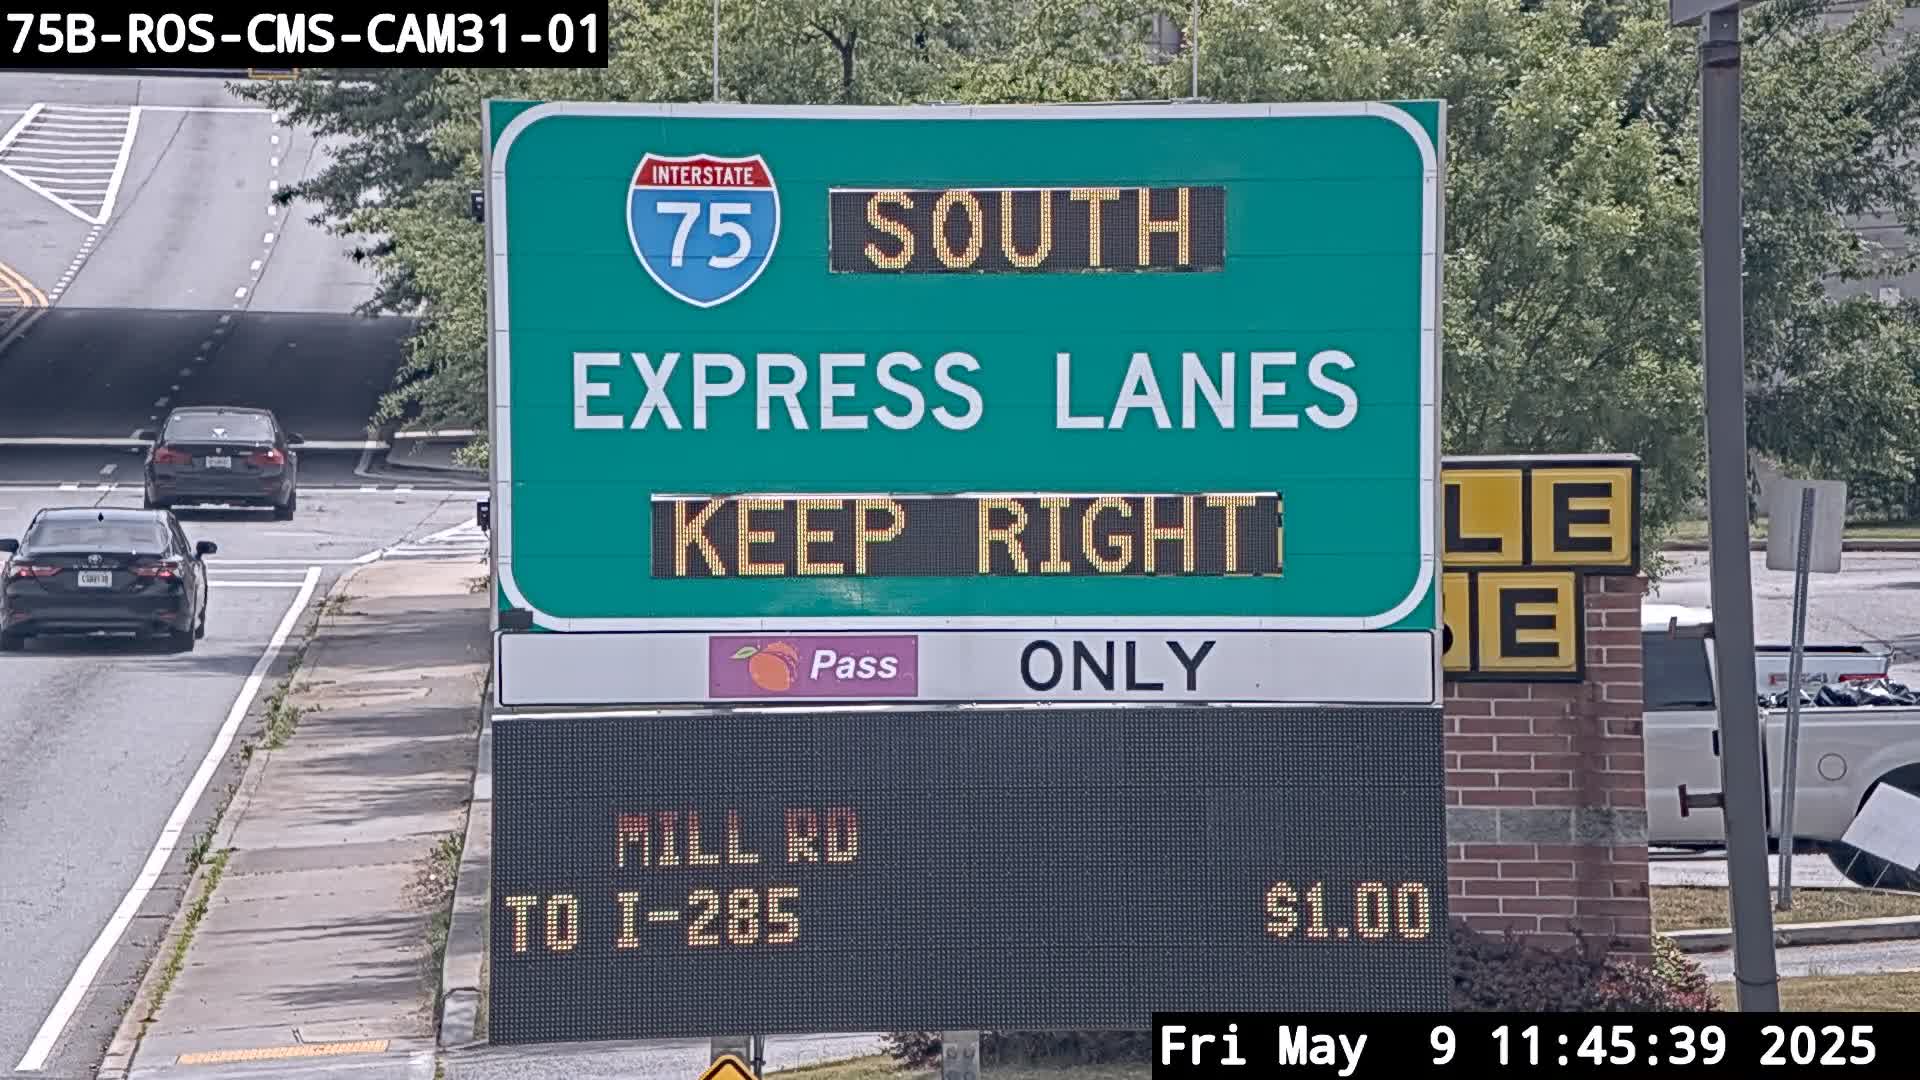 75B-ROS-CMS-CAM31-01
INTERSTATE
75
SOUTH
EXPRESS LANES
KEEP RIGHT
Pass ONLY
MILL RD
TO I-285 $1.00
LE
E
Fri May 9 11:45:39 2025